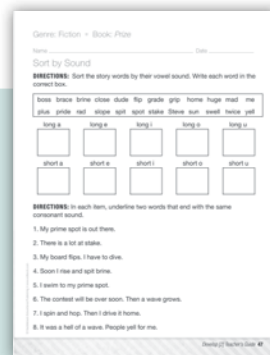 Genre: Fiction • Book: Prize
Name Date
Sort by Sound
DIRECTIONS: Sort the story words by their vowel sound. Write each word in the
correct box.
boss brace brine close dude flip grade grip home huge mad me
plus pride red slope spit spot stake Steve sun swell twice yell
long a long e long i long o long u
short a short e short i short o short u
DIRECTIONS: In each item, underline two words that end with the same
consonant sound.
1. My prime spot is out there.
2. There is a lot at stake.
3. My board flips. I have to dive.
4. Soon I rise and spit brine.
5. I swim to my prime spot.
6. The contest will be over soon. Then a wave grows.
7. I spin and hop. Then I drive it home.
8. It was a hell of a wave. People yell for me.
Teacher's Guide 47